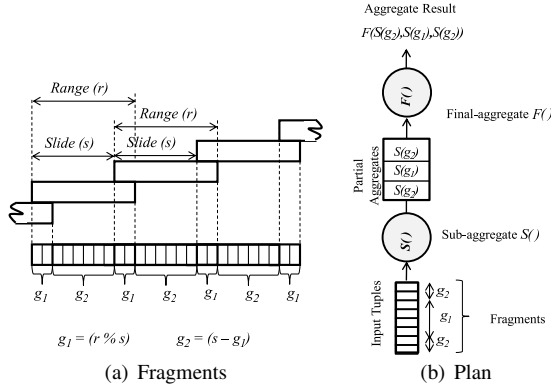 Range (r)
Range (r)
Slide (s)
Slide (s)
g1
g2
g1
g2
g1
g2
g1
g1 = (r % s)
g2 = (s – g1)
(a) Fragments
Aggregate Result
F(S(g2),S(g1),S(g2))
F()
Final-aggregate F()
Partial
Aggregates
S(g2)
S(g1)
S(g2)
S()
Sub-aggregate S()
Input Tuples
g2
g1
g2
Fragments
(b) Plan